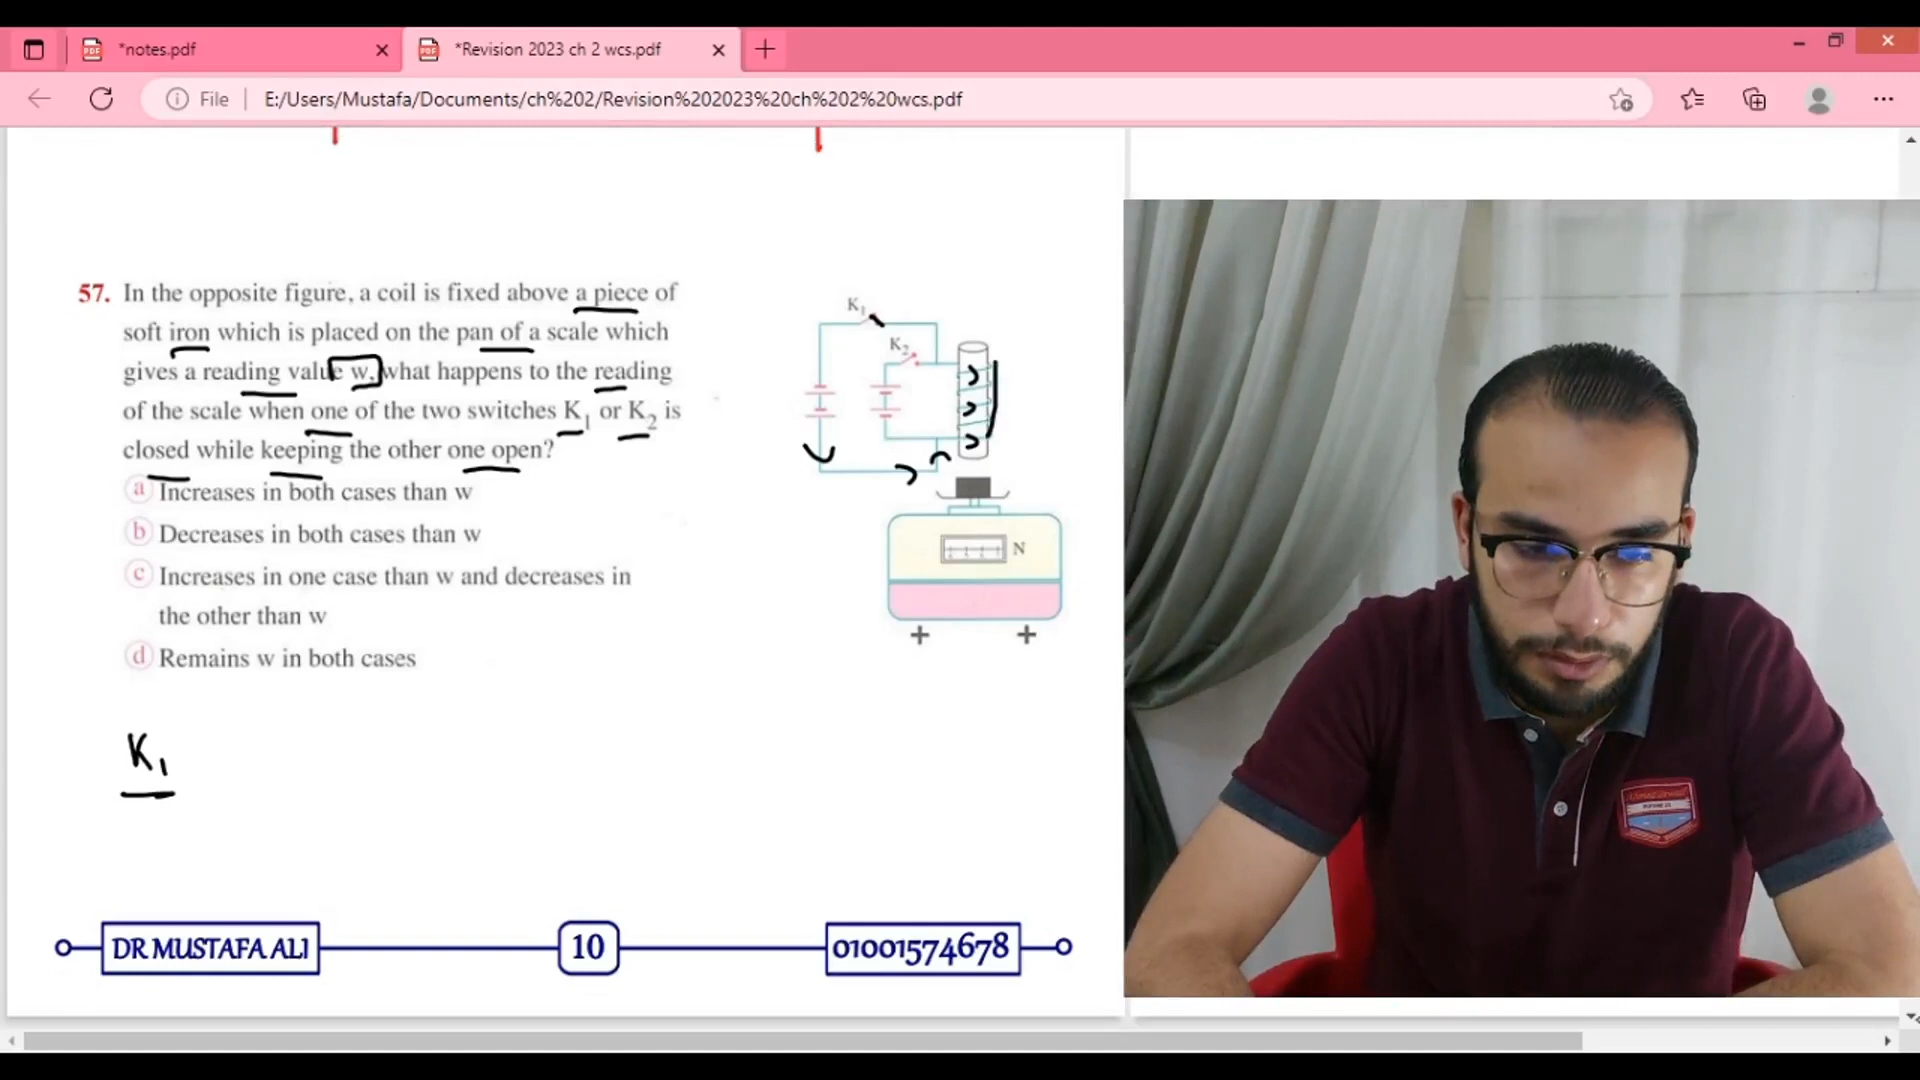 *notes.pdf
*Revision 2023 ch 2 wcs.pdf
File
E:/Users/Mustafa/Documents/ch%202/Revision%202023%20ch%202%20wcs.pdf
57. In the opposite figure, a coil is fixed above a piece of
soft iron which is placed on the pan of a scale which
gives a reading value w, what happens to the reading
of the scale when one of the two switches K1 or K2 is
closed while keeping the other one open?
a Increases in both cases than w
b Decreases in both cases than w
c Increases in one case than w and decreases in
the other than w
d Remains w in both cases
K1
K2
N
+ +
K1
DR MUSTAFA ALI
10
01001574678